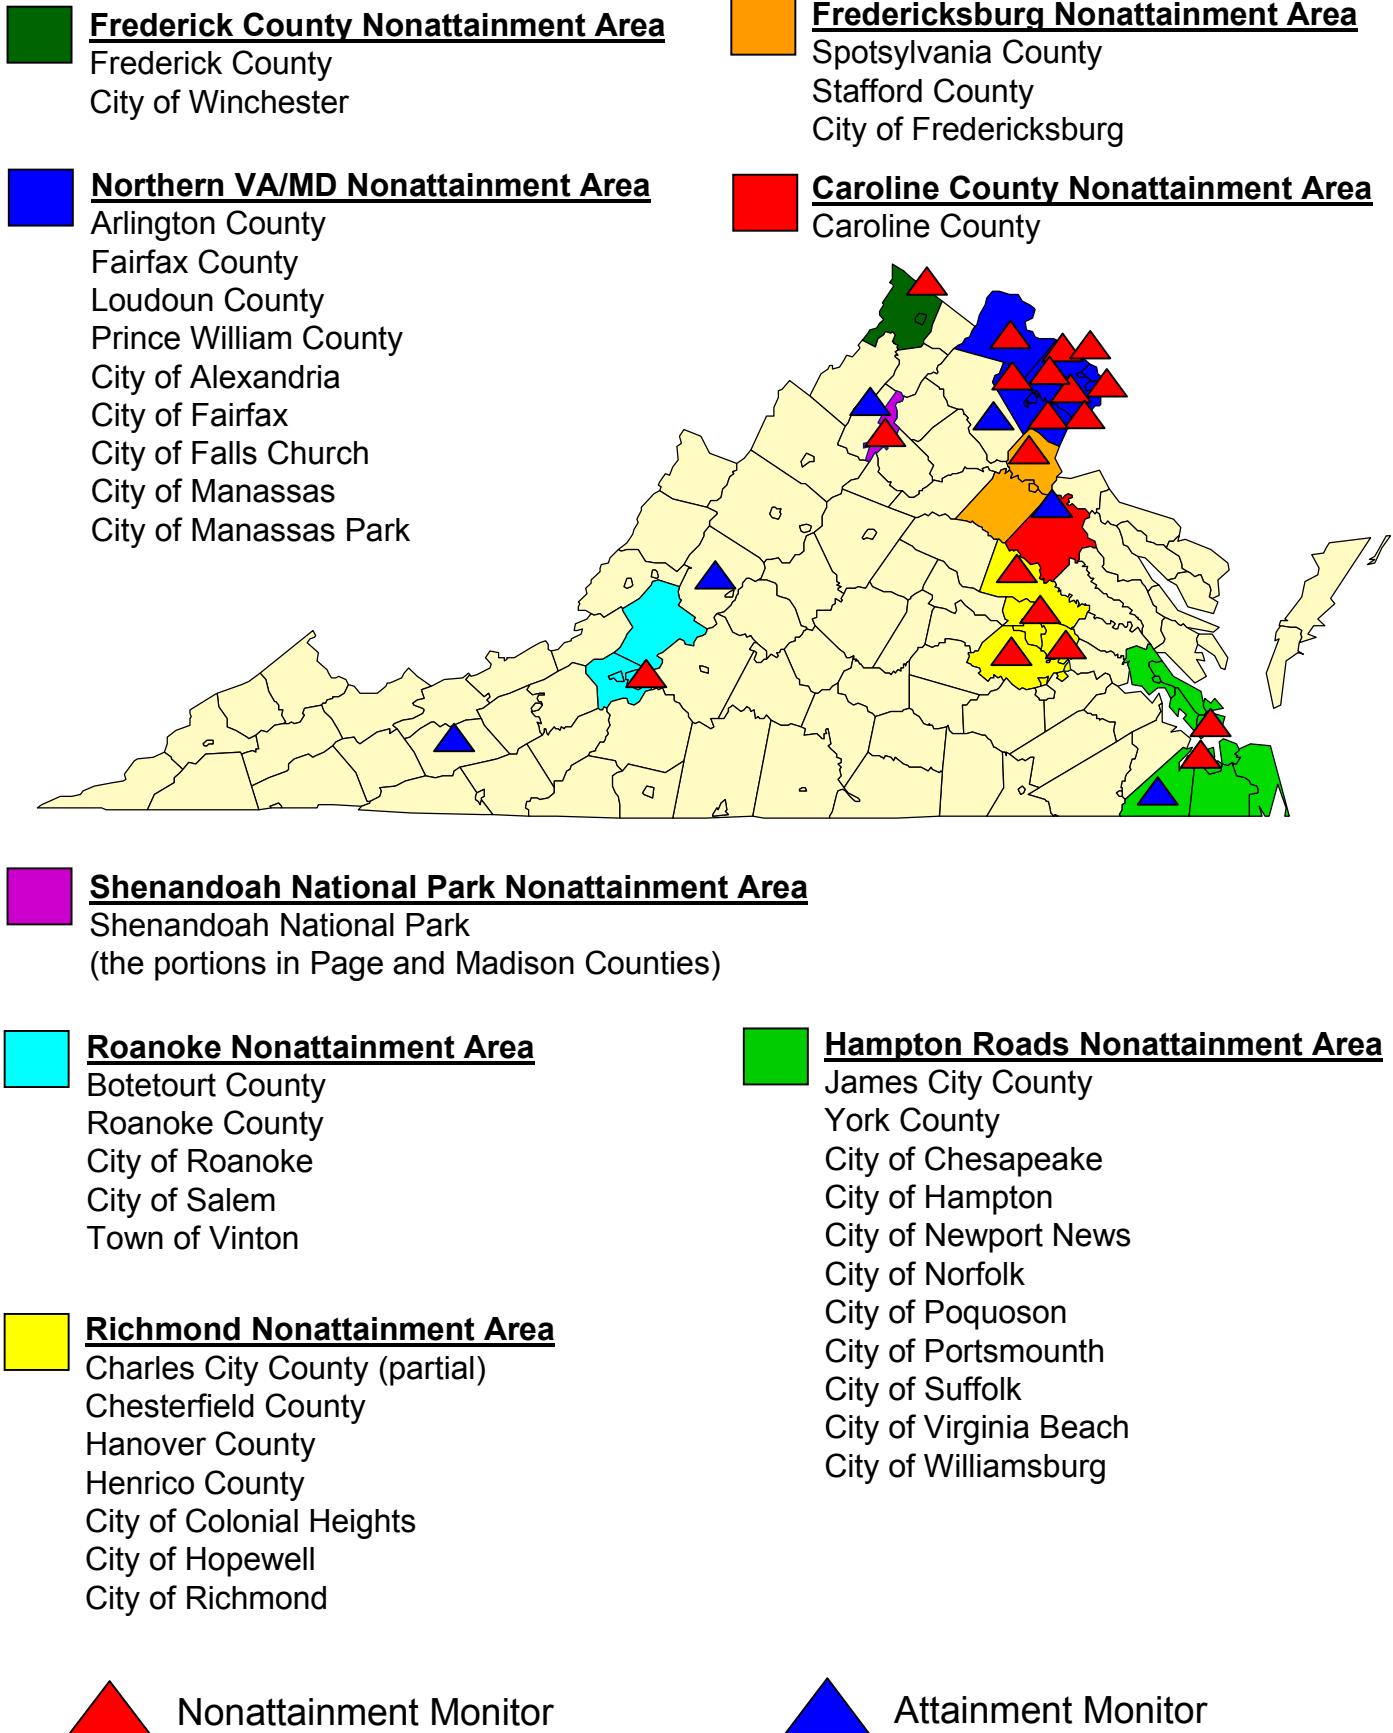 Frederick County Nonattainment Area
Frederick County
City of Winchester
Fredericksburg Nonattainment Area
Spotsylvania County
Stafford County
City of Fredericksburg
Northern VA/MD Nonattainment Area
Arlington County
Fairfax County
Loudoun County
Prince William County
City of Alexandria
City of Fairfax
City of Falls Church
City of Manassas
City of Manassas Park
Caroline County Nonattainment Area
Caroline County
Shenandoah National Park Nonattainment Area
Shenandoah National Park
(the portions in Page and Madison Counties)
Roanoke Nonattainment Area
Botetourt County
Roanoke County
City of Roanoke
City of Salem
Town of Vinton
Richmond Nonattainment Area
Charles City County (partial)
Chesterfield County
Hanover County
Henrico County
City of Colonial Heights
City of Hopewell
City of Richmond
Hampton Roads Nonattainment Area
James City County
York County
City of Chesapeake
City of Hampton
City of Newport News
City of Norfolk
City of Poquoson
City of Portsmounth
City of Suffolk
City of Virginia Beach
City of Williamsburg
Nonattainment Monitor
Attainment Monitor